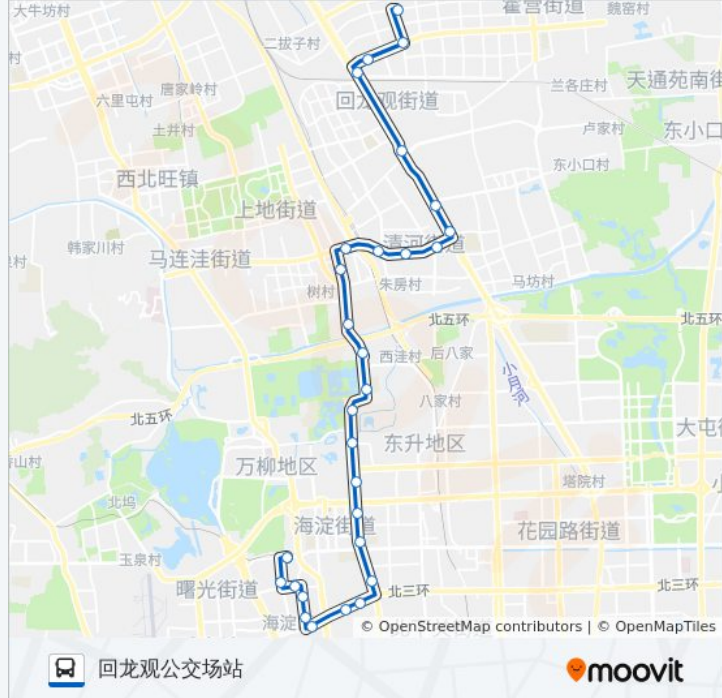 大牛坊村
霍营街道
魏窑村
二拨子村
村
唐家岭村
兰各庄村
天通苑南街
六里屯村
回龙观街道
土井村
卢家村
东小口
东小口村
西北旺镇
上地街道
清河街道
韩家川村
马连洼街道
朱房村
马坊村
树村
北五环
北五环
西洼村
后八家
小月河
八家村
北五环
大屯街
东升地区
香山村
万柳地区
塔院村
小
北坞
海淀街道
花园路街道
玉泉村
曙光街道
北三环
北三环
海淀
© OpenStreetMap contributors | © OpenMapTiles
回龙观公交场站
moovit